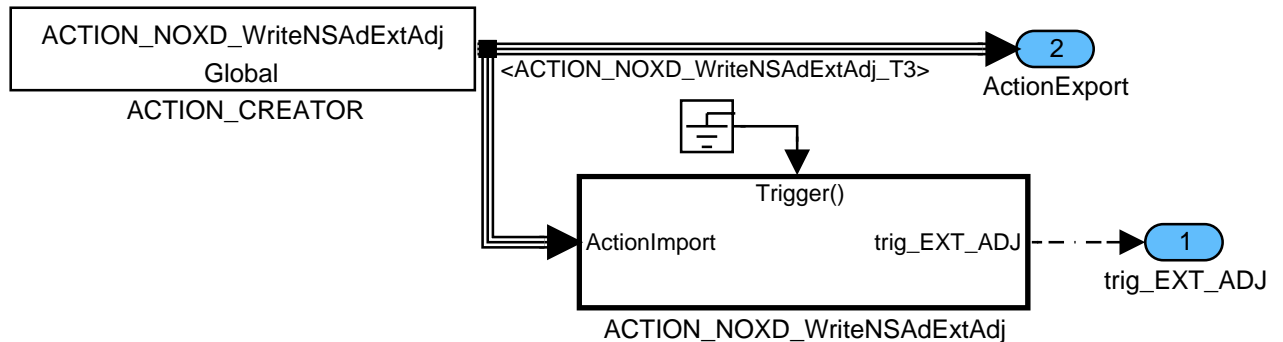 ACTION_NOXD_WriteNSAdExtAdj
Global
ACTION_CREATOR
<ACTION_NOXD_WriteNSAdExtAdj_T3>
2
ActionExport
Trigger()
ActionImport
trig_EXT_ADJ
1
trig_EXT_ADJ
ACTION_NOXD_WriteNSAdExtAdj